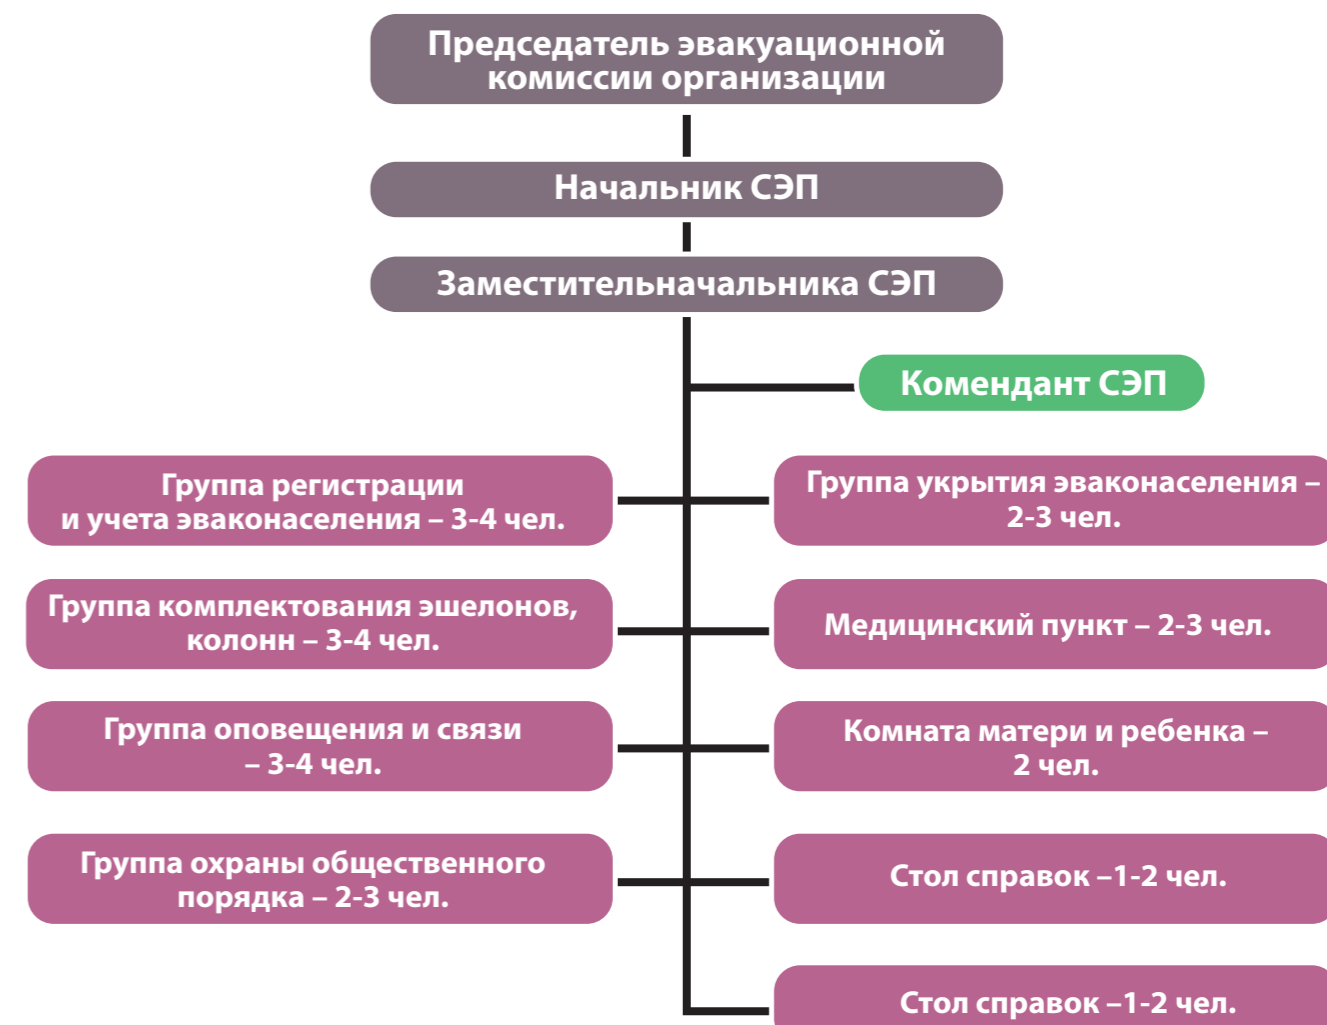 Председатель эвакуационной
комиссии организации
Начальник СЭП
Заместительначальника СЭП
Комендант СЭП
Группа регистрации
и учета эваконаселения – 3-4 чел.
Группа укрытия эваконаселения –
2-3 чел.
Группа комплектования эшелонов,
колонн – 3-4 чел.
Медицинский пункт – 2-3 чел.
Группа оповещения и связи
– 3-4 чел.
Комната матери и ребенка –
2 чел.
Группа охраны общественного
порядка – 2-3 чел.
Стол справок –1-2 чел.
Стол справок –1-2 чел.